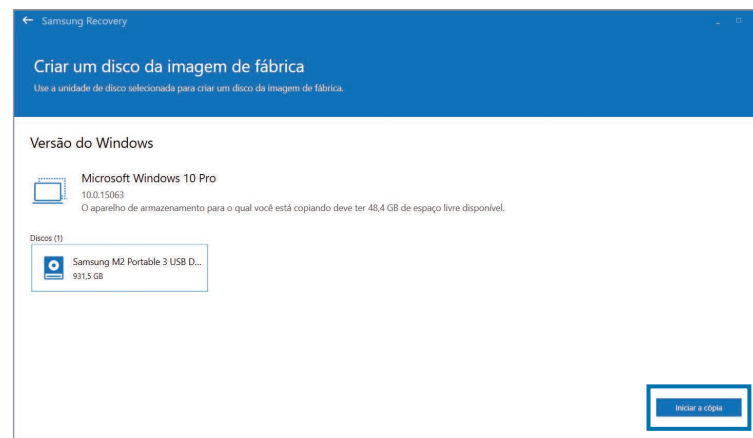 Samsung Recovery
Criar um disco da imagem de fábrica
Use a unidade de disco selecionada para criar um disco da imagem de fábrica.
Versão do Windows
Microsoft Windows 10 Pro
10.0.15063
O aparelho de armazenamento para o qual você está copiando deve ter 48,4 GB de espaço livre disponível.
Discos (1)
Samsung M2 Portable 3 USB D...
931,5 GB
Iniciar a cópia